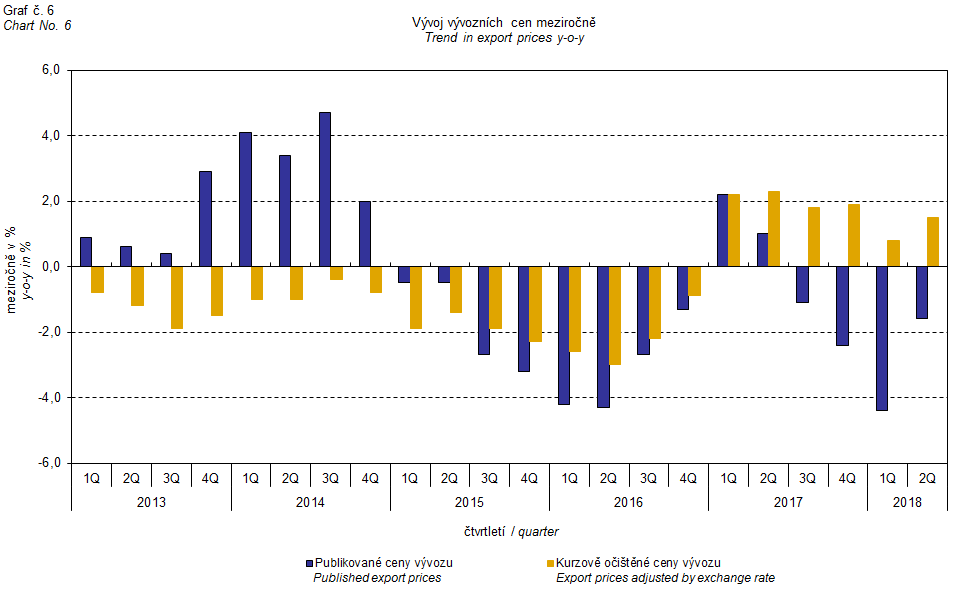 Graf č. 6
Chart No. 6
Vývoj vývozních cen meziročně
Trend in export prices y-o-y
6,0
4,0
2,0
0,0
-2,0
-4,0
-6,0
meziročně v %
y-o-y in %
1Q 2Q 3Q 4Q 1Q 2Q 3Q 4Q 1Q 2Q 3Q 4Q 1Q 2Q 3Q 4Q 1Q 2Q 3Q 4Q 1Q 2Q
2013 2014 2015 2016 2017 2018
čtvrtletí / quarter
Publikované ceny vývozu Kurzově očištěné ceny vývozu
Published export prices Export prices adjusted by exchange rate